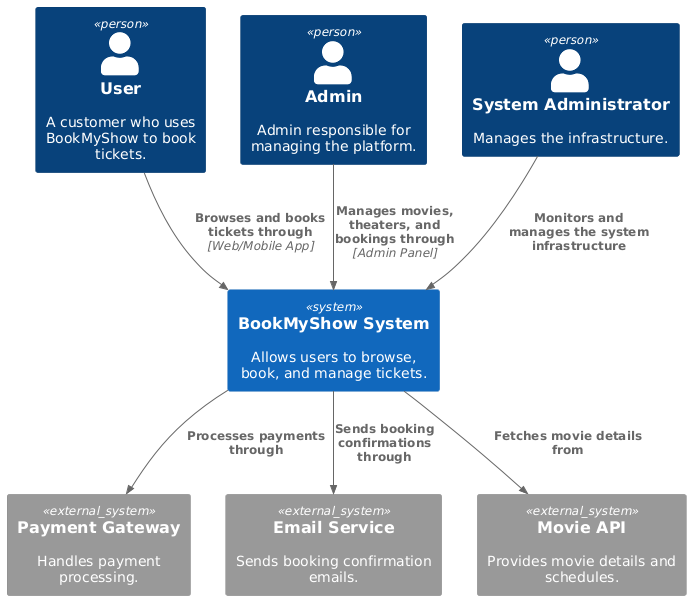 «person»
User
A customer who uses
BookMyShow to book
tickets.
«person»
Admin
Admin responsible for
managing the platform.
«person»
System Administrator
Manages the infrastructure.
Browses and books
tickets through
[Web/Mobile App]
Manages movies,
theaters, and
bookings through
[Admin Panel]
Monitors and
manages the system
infrastructure
«system»
BookMyShow System
Allows users to browse,
book, and manage tickets.
Processes payments
through
Sends booking
confirmations
through
Fetches movie details
from
«external_system»
Payment Gateway
Handles payment
processing.
«external_system»
Email Service
Sends booking confirmation
emails.
«external_system»
Movie API
Provides movie details and
schedules.